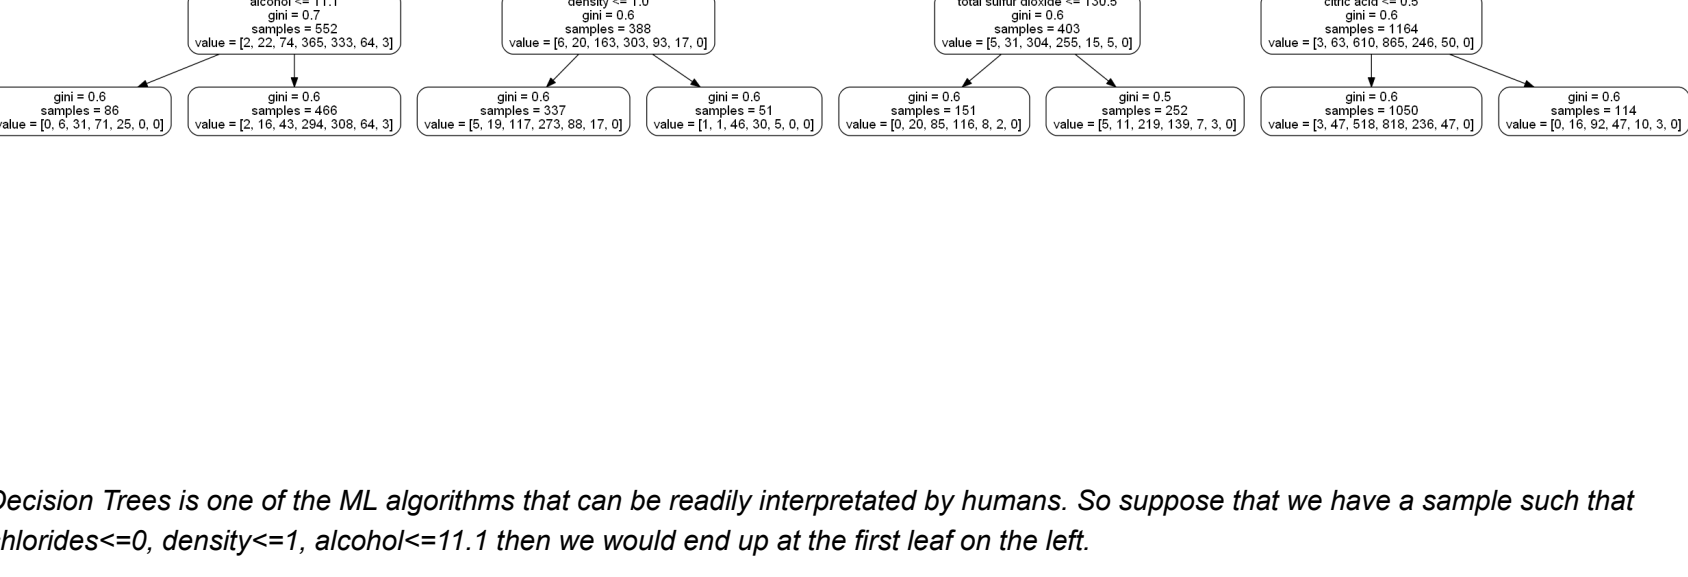 alcohol <= 11.1
gini = 0.7
samples = 552
value = [2, 22, 74, 365, 333, 64, 3]
density <= 1.0
gini = 0.6
samples = 388
value = [6, 20, 163, 303, 93, 17, 0]
total sulfur dioxide <= 130.5
gini = 0.6
samples = 403
value = [5, 31, 304, 255, 15, 5, 0]
citric acid <= 0.5
gini = 0.6
samples = 1164
value = [3, 63, 610, 865, 246, 50, 0]
gini = 0.6
samples = 86
value = [0, 6, 31, 71, 25, 0, 0]
gini = 0.6
samples = 466
value = [2, 16, 43, 294, 308, 64, 3]
gini = 0.6
samples = 337
value = [5, 19, 117, 273, 88, 17, 0]
gini = 0.6
samples = 51
value = [1, 1, 46, 30, 5, 0, 0]
gini = 0.6
samples = 151
value = [0, 20, 85, 116, 8, 2, 0]
gini = 0.5
samples = 252
value = [5, 11, 219, 139, 7, 3, 0]
gini = 0.6
samples = 1050
value = [3, 47, 518, 818, 236, 47, 0]
gini = 0.6
samples = 114
value = [0, 16, 92, 47, 10, 3, 0]
Decision Trees is one of the ML algorithms that can be readily interpretated by humans. So suppose that we have a sample such that
hlorides<=0, density<=1, alcohol<=11.1 then we would end up at the first leaf on the left.